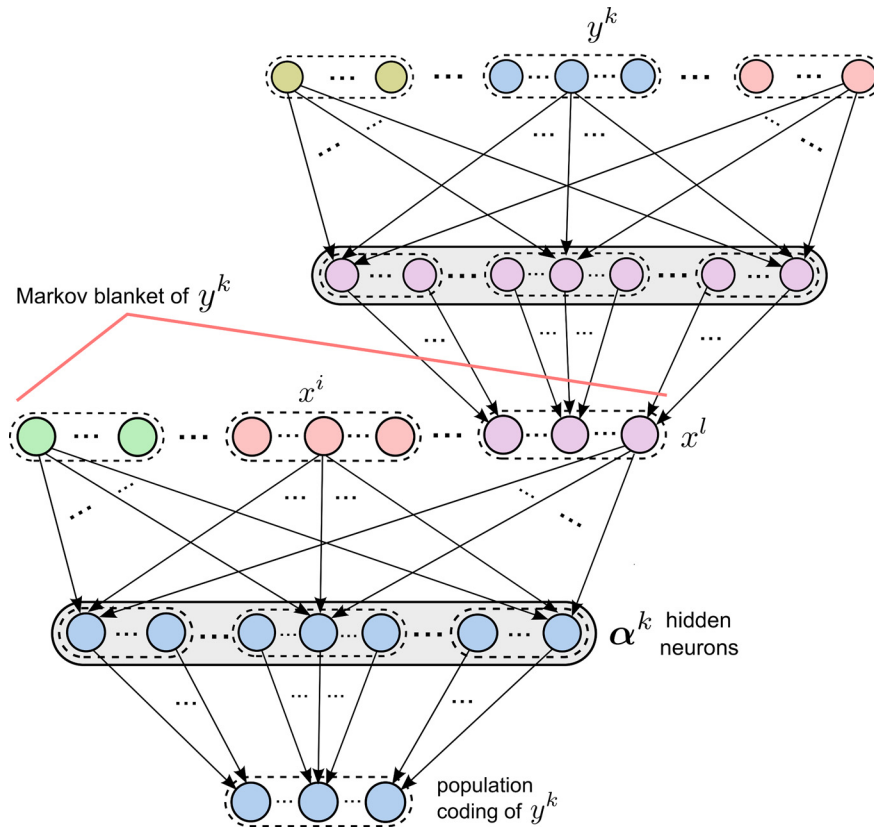 y^k
Markov blanket of y^k
x^i
x^l
α^k hidden
neurons
population
coding of y^k